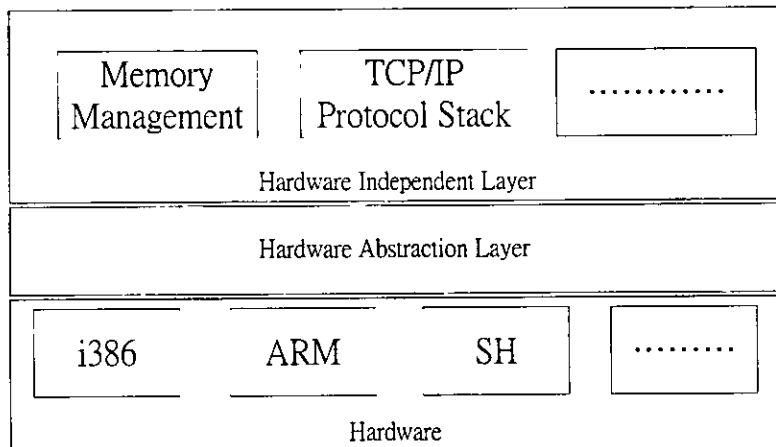 Memory
Management
TCP/IP
Protocol Stack
............
Hardware Independent Layer
Hardware Abstraction Layer
i386
ARM
SH
.........
Hardware